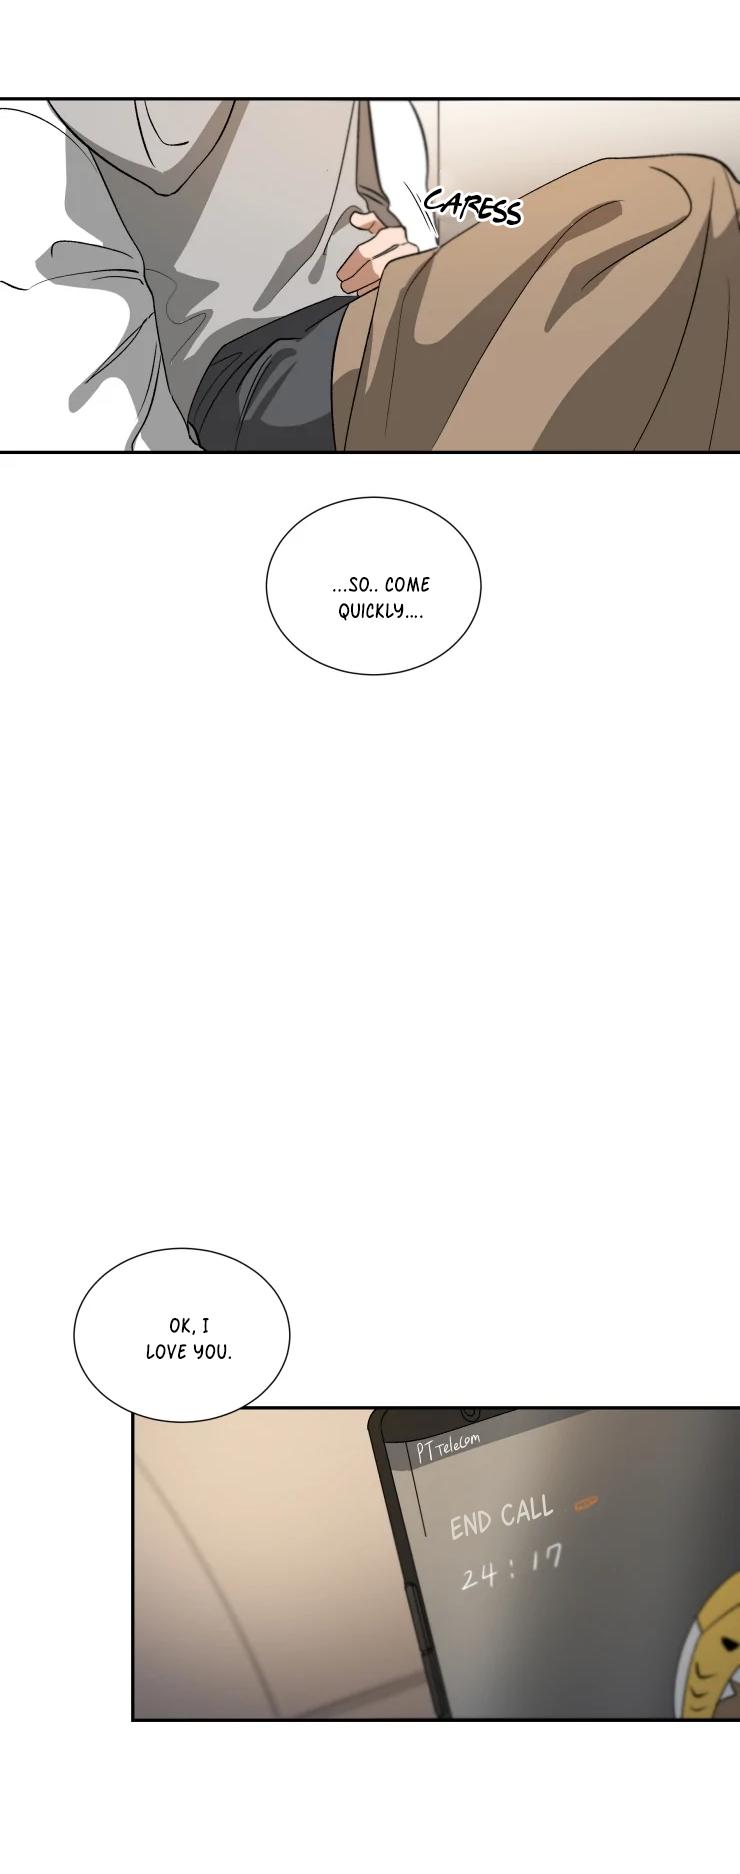 CARESS
...SO.. COME
QUICKLY....
OK, I
LOVE YOU.
PT Telecom
END CALL
24:17